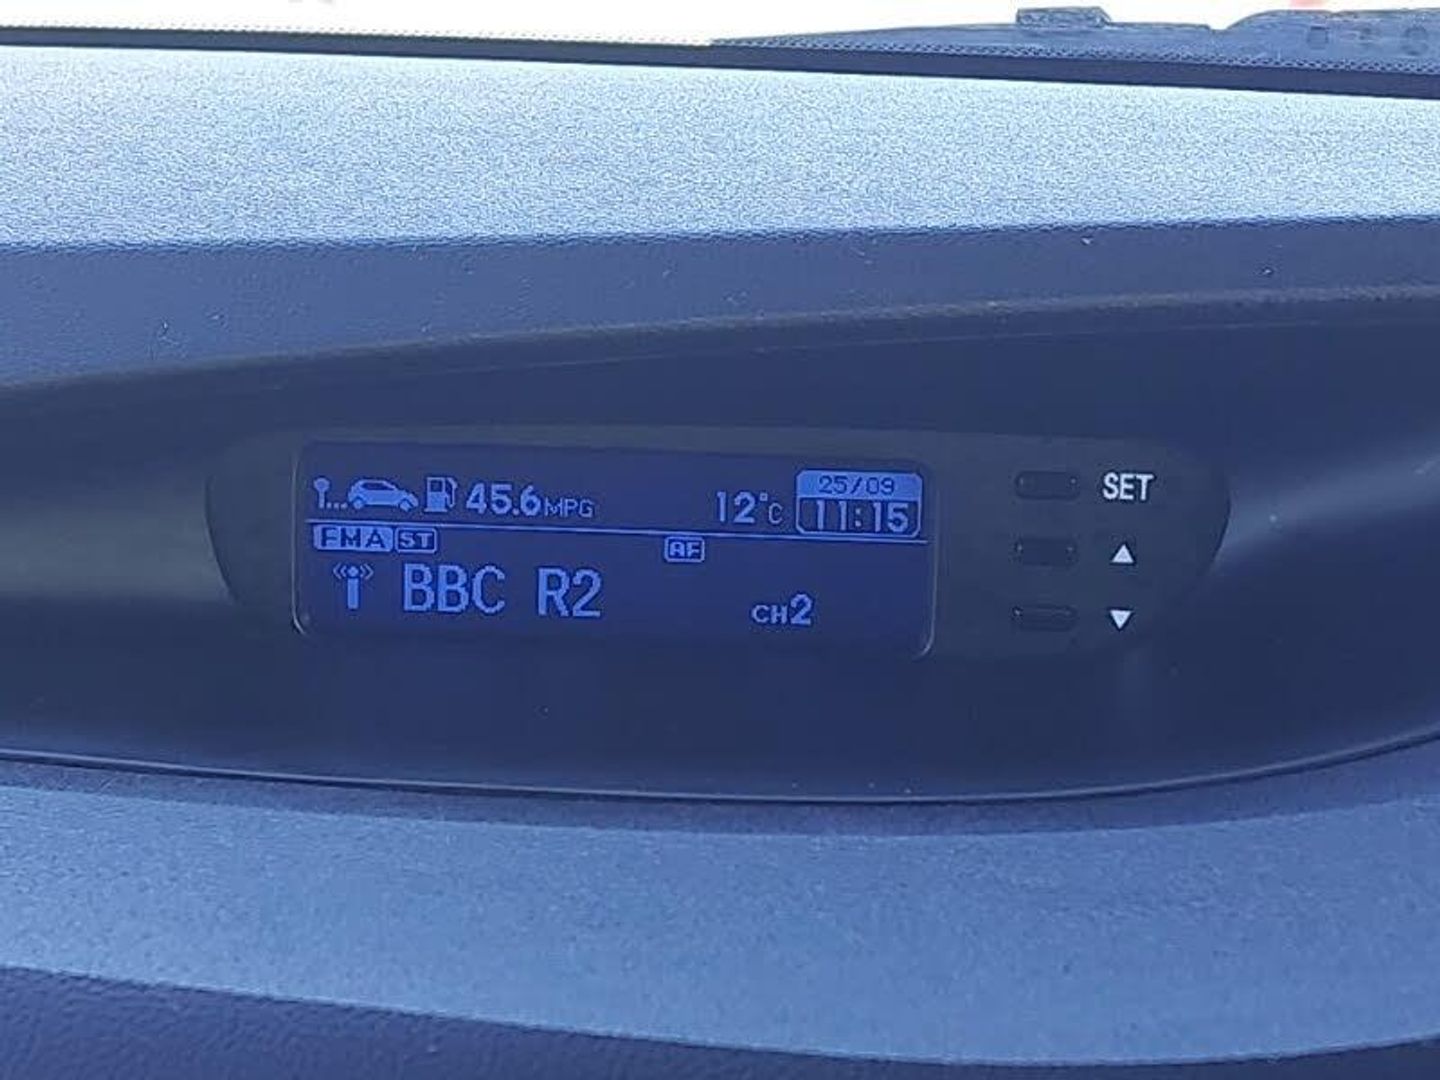 45.6MPG 12°C 25/09 11:15
FMA ST AF
BBC R2 CH2
SET